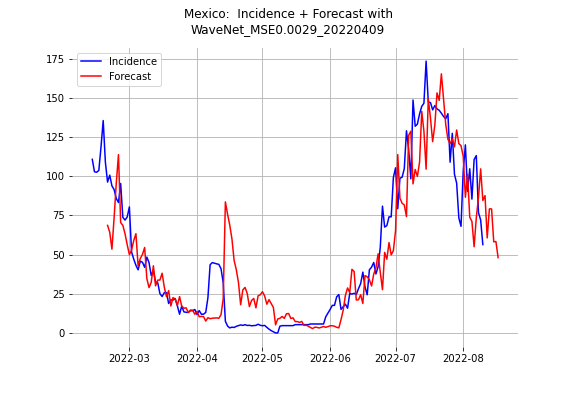 Mexico:  Incidence + Forecast with
WaveNet_MSE0.0029_20220409
Incidence
Forecast
175
150
125
100
75
50
25
0
2022-03 2022-04 2022-05 2022-06 2022-07 2022-08